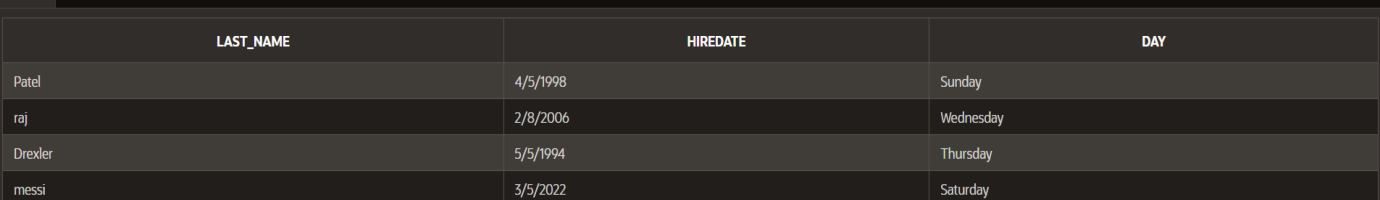 LAST_NAME HIREDATE DAY
Patel 4/5/1998 Sunday
raj 2/8/2006 Wednesday
Drexler 5/5/1994 Thursday
messi 3/5/2022 Saturday